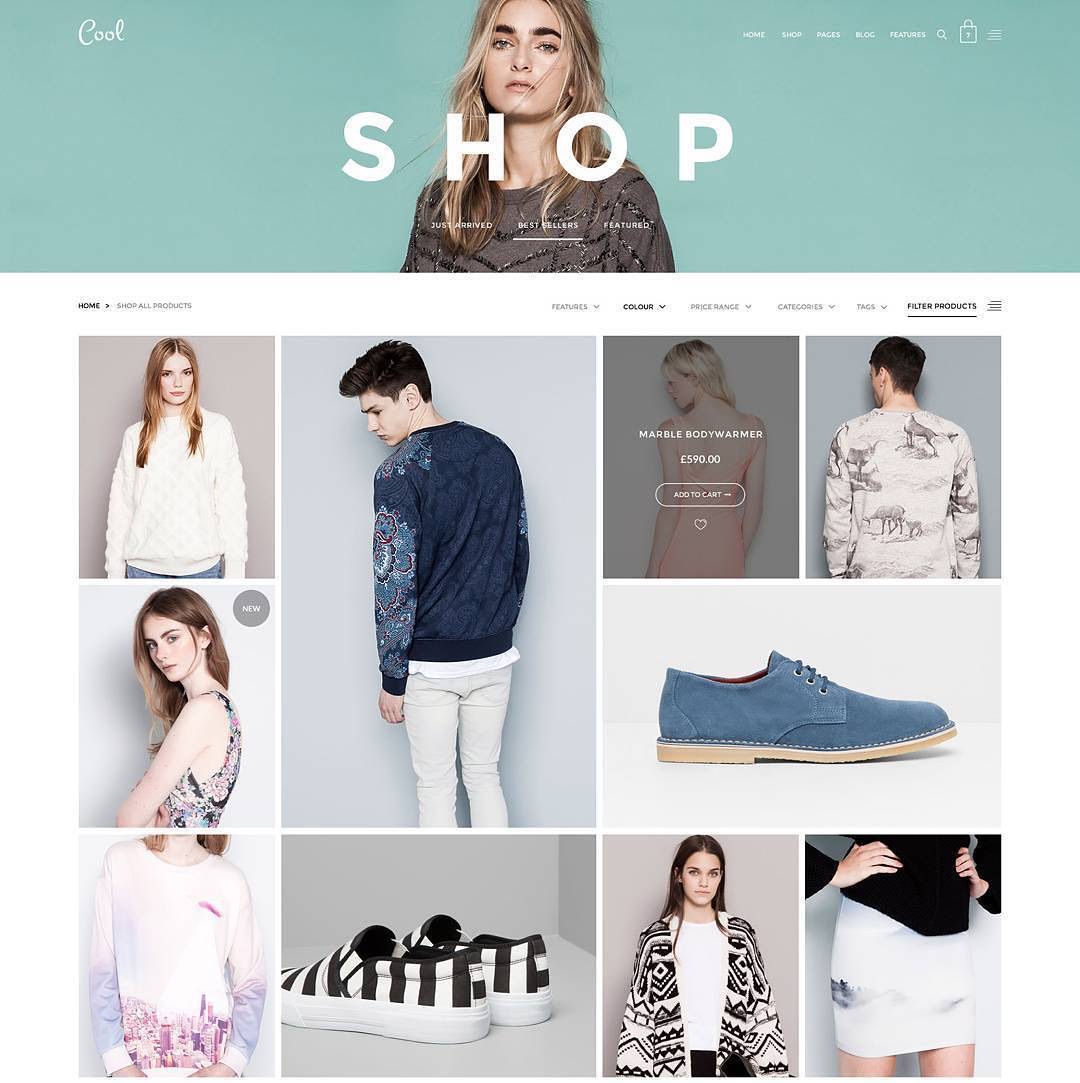 Cool
HOME SHOP PAGES BLOG FEATURES 7
SHOP
JUST ARRIVED BEST SELLERS FEATURED
HOME > SHOP ALL PRODUCTS
FEATURES COLOUR PRICE RANGE CATEGORIES TAGS FILTER PRODUCTS
MARBLE BODYWARMER
£590.00
ADD TO CART
NEW